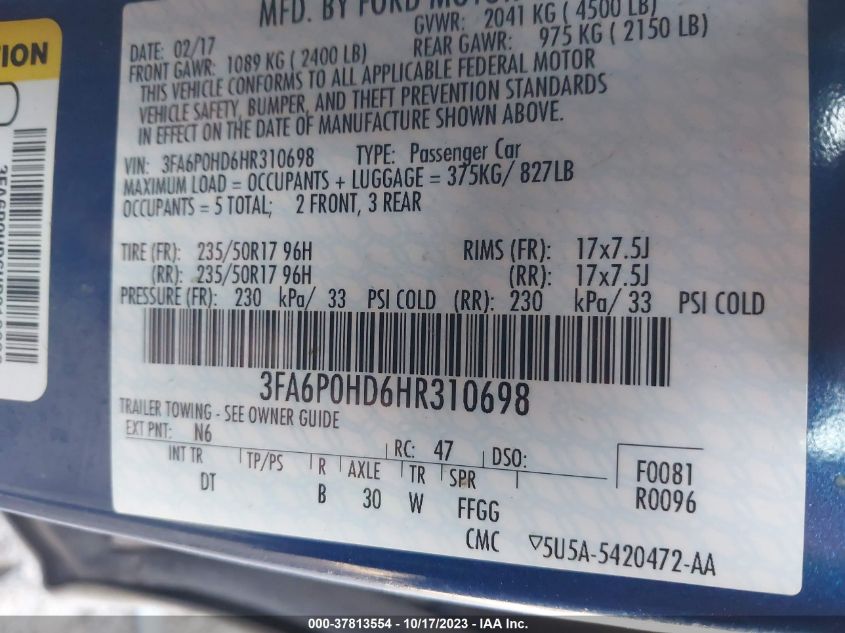 MFD. BY FORD MOTOR
GVWR: 2041 KG ( 4500 LB)
DATE: 02/17
FRONT GAWR: 1089 KG ( 2400 LB)
REAR GAWR: 975 KG ( 2150 LB)
THIS VEHICLE CONFORMS TO ALL APPLICABLE FEDERAL MOTOR
VEHICLE SAFETY, BUMPER, AND THEFT PREVENTION STANDARDS
IN EFFECT ON THE DATE OF MANUFACTURE SHOWN ABOVE.
VIN: 3FA6P0HD6HR310698 TYPE: Passenger Car
MAXIMUM LOAD = OCCUPANTS + LUGGAGE = 375KG/ 827LB
OCCUPANTS = 5 TOTAL; 2 FRONT, 3 REAR
TIRE (FR): 235/50R17 96H RIMS (FR): 17x7.5J
(RR): 235/50R17 96H (RR): 17x7.5J
PRESSURE (FR): 230 kPa/ 33 PSI COLD (RR): 230 kPa/ 33 PSI COLD
3FA6P0HD6HR310698
TRAILER TOWING - SEE OWNER GUIDE
EXT PNT: N6 RC: 47 DSO:
INT TR TP/PS R AXLE TR SPR
DT B 30 W FFGG
CMC
F0081
R0096
▽5U5A-5420472-AA
000-37813554 - 10/17/2023 - IAA Inc.